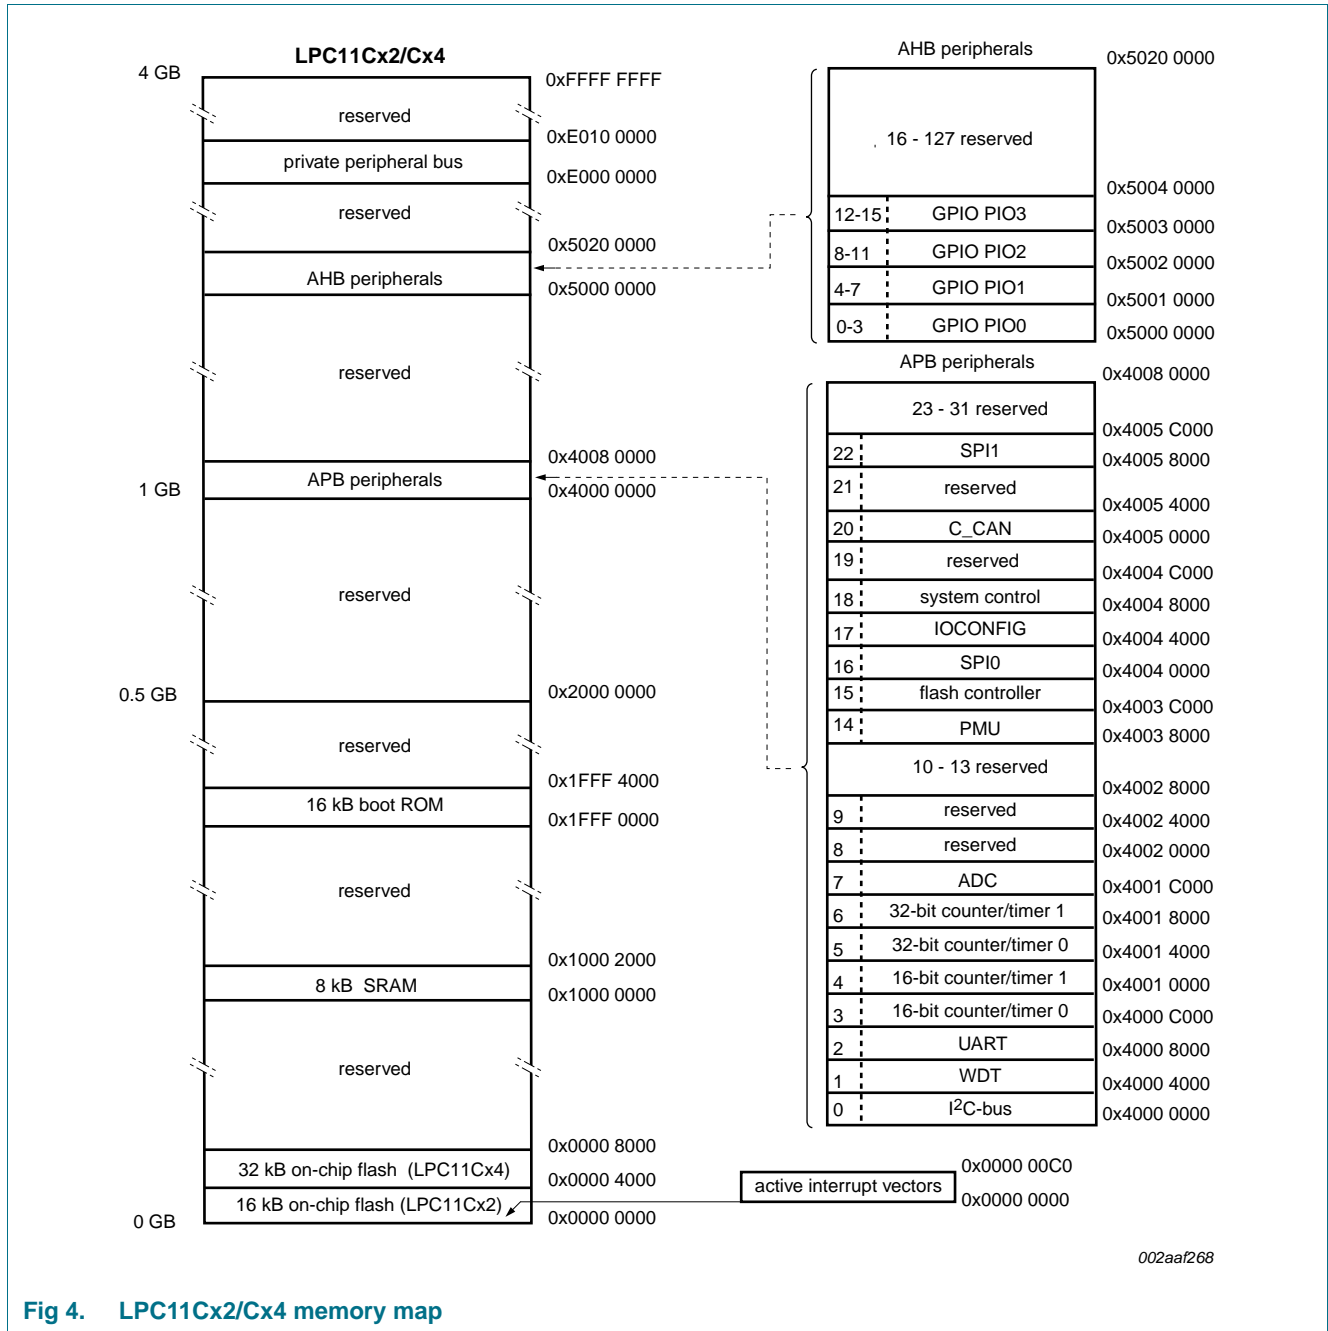 LPC11Cx2/Cx4
4 GB
0xFFFF FFFF
reserved
0xE010 0000
private peripheral bus
0xE000 0000
reserved
0x5020 0000
AHB peripherals
0x5000 0000
reserved
0x4008 0000
APB peripherals
1 GB
0x4000 0000
reserved
0x2000 0000
0.5 GB
reserved
0x1FFF 4000
16 kB boot ROM
0x1FFF 0000
reserved
0x1000 2000
8 kB SRAM
0x1000 0000
reserved
0x0000 8000
32 kB on-chip flash (LPC11Cx4)
0x0000 4000
16 kB on-chip flash (LPC11Cx2)
0 GB
0x0000 0000
AHB peripherals
0x5020 0000
16 - 127 reserved
0x5004 0000
12-15 GPIO PIO3
0x5003 0000
8-11 GPIO PIO2
0x5002 0000
4-7 GPIO PIO1
0x5001 0000
0-3 GPIO PIO0
0x5000 0000
APB peripherals
0x4008 0000
23 - 31 reserved
0x4005 C000
22 SPI1
0x4005 8000
21 reserved
0x4005 4000
20 C_CAN
0x4005 0000
19 reserved
0x4004 C000
18 system control
0x4004 8000
17 IOCONFIG
0x4004 4000
16 SPI0
0x4004 0000
15 flash controller
0x4003 C000
14 PMU
0x4003 8000
10 - 13 reserved
0x4002 8000
9 reserved
0x4002 4000
8 reserved
0x4002 0000
7 ADC
0x4001 C000
6 32-bit counter/timer 1
0x4001 8000
5 32-bit counter/timer 0
0x4001 4000
4 16-bit counter/timer 1
0x4001 0000
3 16-bit counter/timer 0
0x4000 C000
2 UART
0x4000 8000
1 WDT
0x4000 4000
0 I2C-bus
0x4000 0000
0x0000 00C0
active interrupt vectors
0x0000 0000
002aaf268
Fig 4. LPC11Cx2/Cx4 memory map